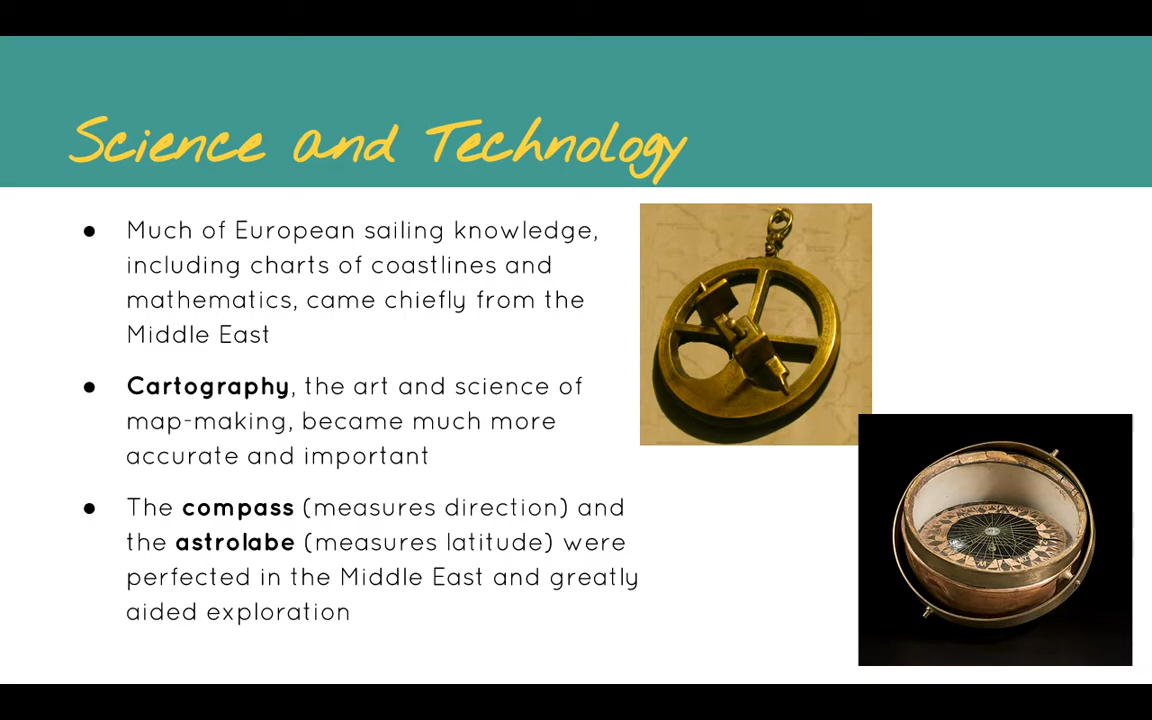 Science and Technology
● Much of European sailing knowledge,
including charts of coastlines and
mathematics, came chiefly from the
Middle East
● Cartography, the art and science of
map-making, became much more
accurate and important
● The compass (measures direction) and
the astrolabe (measures latitude) were
perfected in the Middle East and greatly
aided exploration